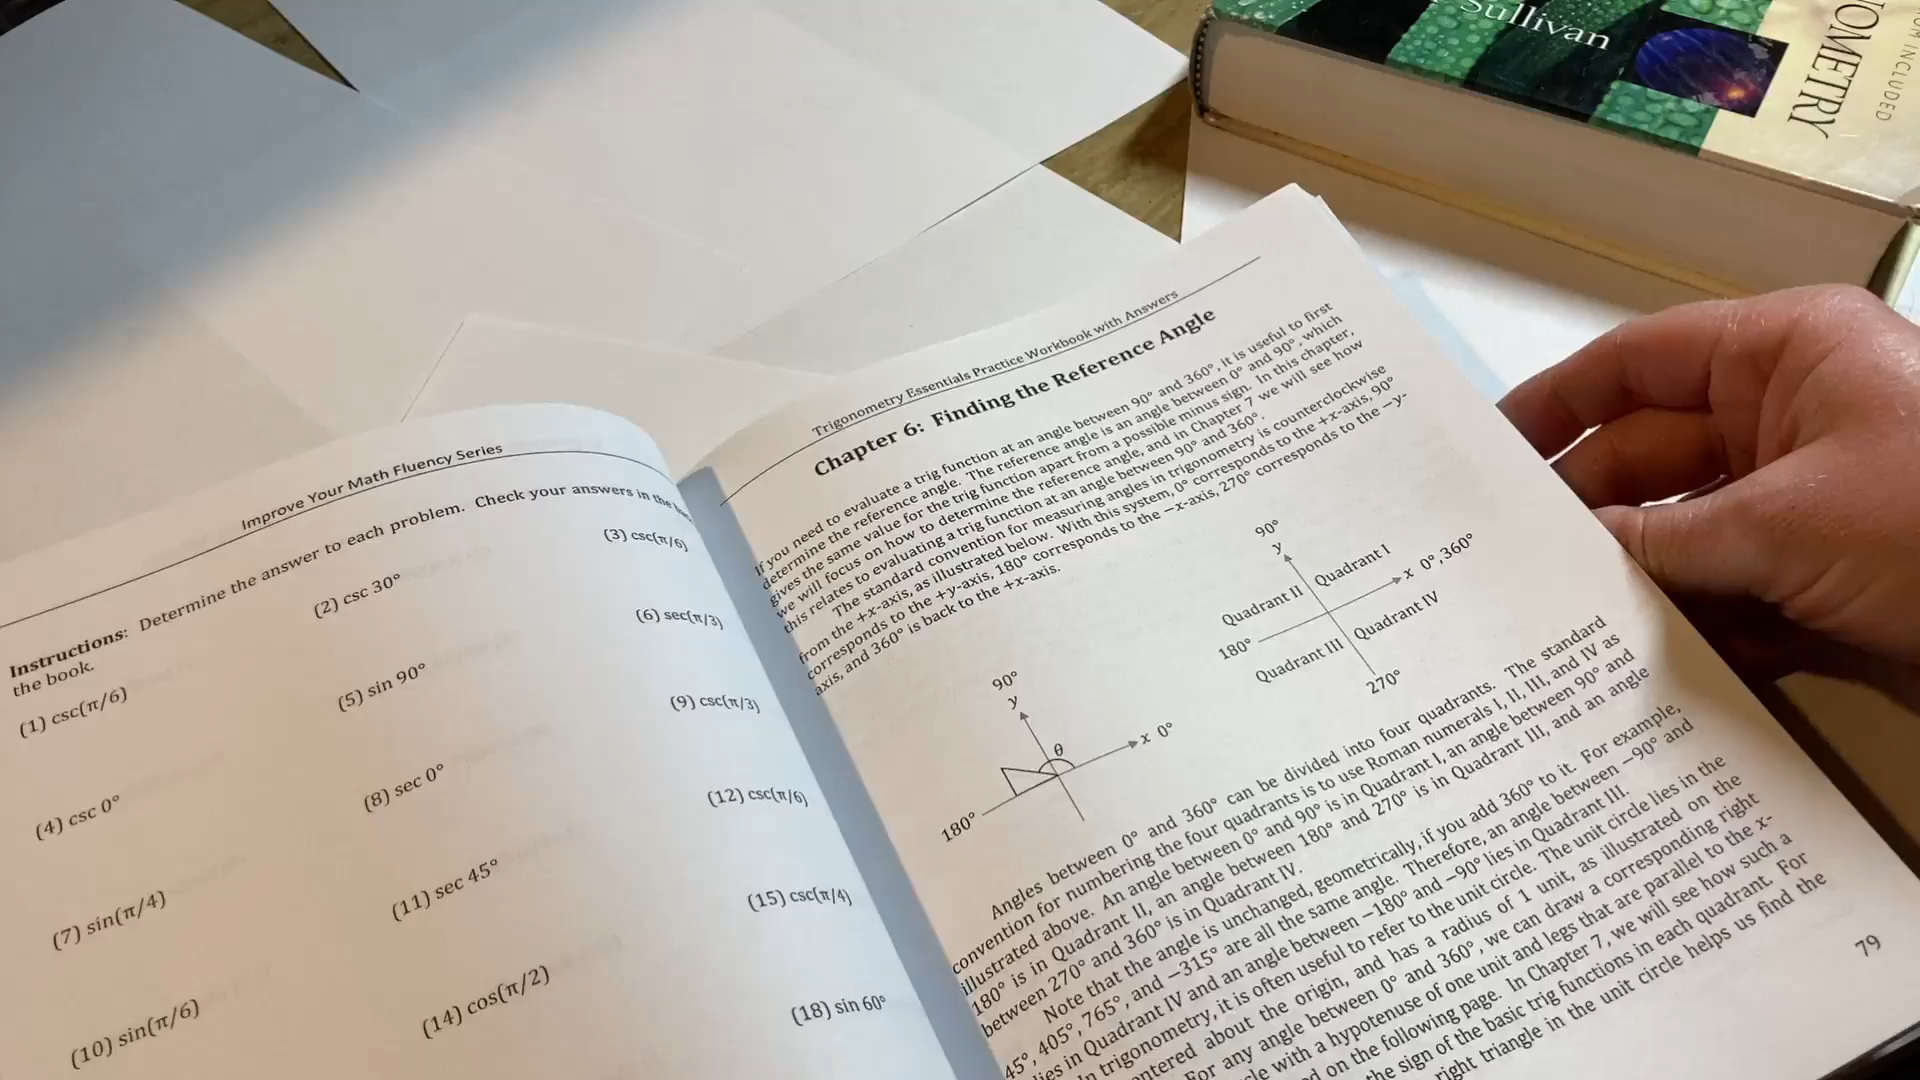 Sullivan
NOMETRY
OM INCLUDED
Improve Your Math Fluency Series
Instructions: Determine the answer to each problem. Check your answers in the
the book.
(1) csc(π/6)
(2) csc 30°
(3) csc(π/6)
(4) csc 0°
(5) sin 90°
(6) sec(π/3)
(7) sin(π/4)
(8) sec 0°
(9) csc(π/3)
(10) sin(π/6)
(11) sec 45°
(12) csc(π/6)
(14) cos(π/2)
(15) csc(π/4)
(18) sin 60°
Trigonometry Essentials Practice Workbook with Answers
Chapter 6: Finding the Reference Angle
If you need to evaluate a trig function at an angle between 90° and 360°, it is useful to first
determine the reference angle. The reference angle is an angle between 0° and 90°, which
gives the same value for the trig function apart from a possible minus sign. In this chapter,
we will focus on how to determine the reference angle, and in Chapter 7 we will see how
this relates to evaluating a trig function at an angle between 90° and 360°.
The standard convention for measuring angles in trigonometry is counterclockwise
from the +x-axis, as illustrated below. With this system, 0° corresponds to the +x-axis, 90°
corresponds to the +y-axis, 180° corresponds to the −x-axis, 270° corresponds to the −y-
axis, and 360° is back to the +x-axis.
90°
y
θ
x 0°
180°
90°
y
Quadrant II
Quadrant I
x 0°, 360°
180°
Quadrant III
Quadrant IV
270°
Angles between 0° and 360° can be divided into four quadrants. The standard
convention for numbering the four quadrants is to use Roman numerals I, II, III, and IV as
illustrated above. An angle between 0° and 90° is in Quadrant I, an angle between 90° and
180° is in Quadrant II, an angle between 180° and 270° is in Quadrant III, and an angle
between 270° and 360° is in Quadrant IV.
Note that the angle is unchanged, geometrically, if you add 360° to it. For example,
45°, 405°, 765°, and −315° are all the same angle. Therefore, an angle between −90° and
lies in Quadrant IV and an angle between −180° and −90° lies in Quadrant III.
In trigonometry, it is often useful to refer to the unit circle. The unit circle lies in the
entered about the origin, and has a radius of 1 unit, as illustrated on the
For any angle between 0° and 360°, we can draw a corresponding right
cle with a hypotenuse of one unit and legs that are parallel to the x-
d on the following page. In Chapter 7, we will see how such a
the sign of the basic trig functions in each quadrant. For
right triangle in the unit circle helps us find the
79